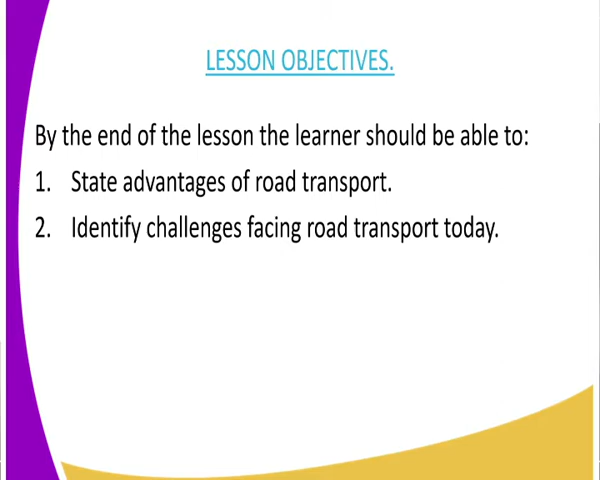 LESSON OBJECTIVES.
By the end of the lesson the learner should be able to:
1. State advantages of road transport.
2. Identify challenges facing road transport today.